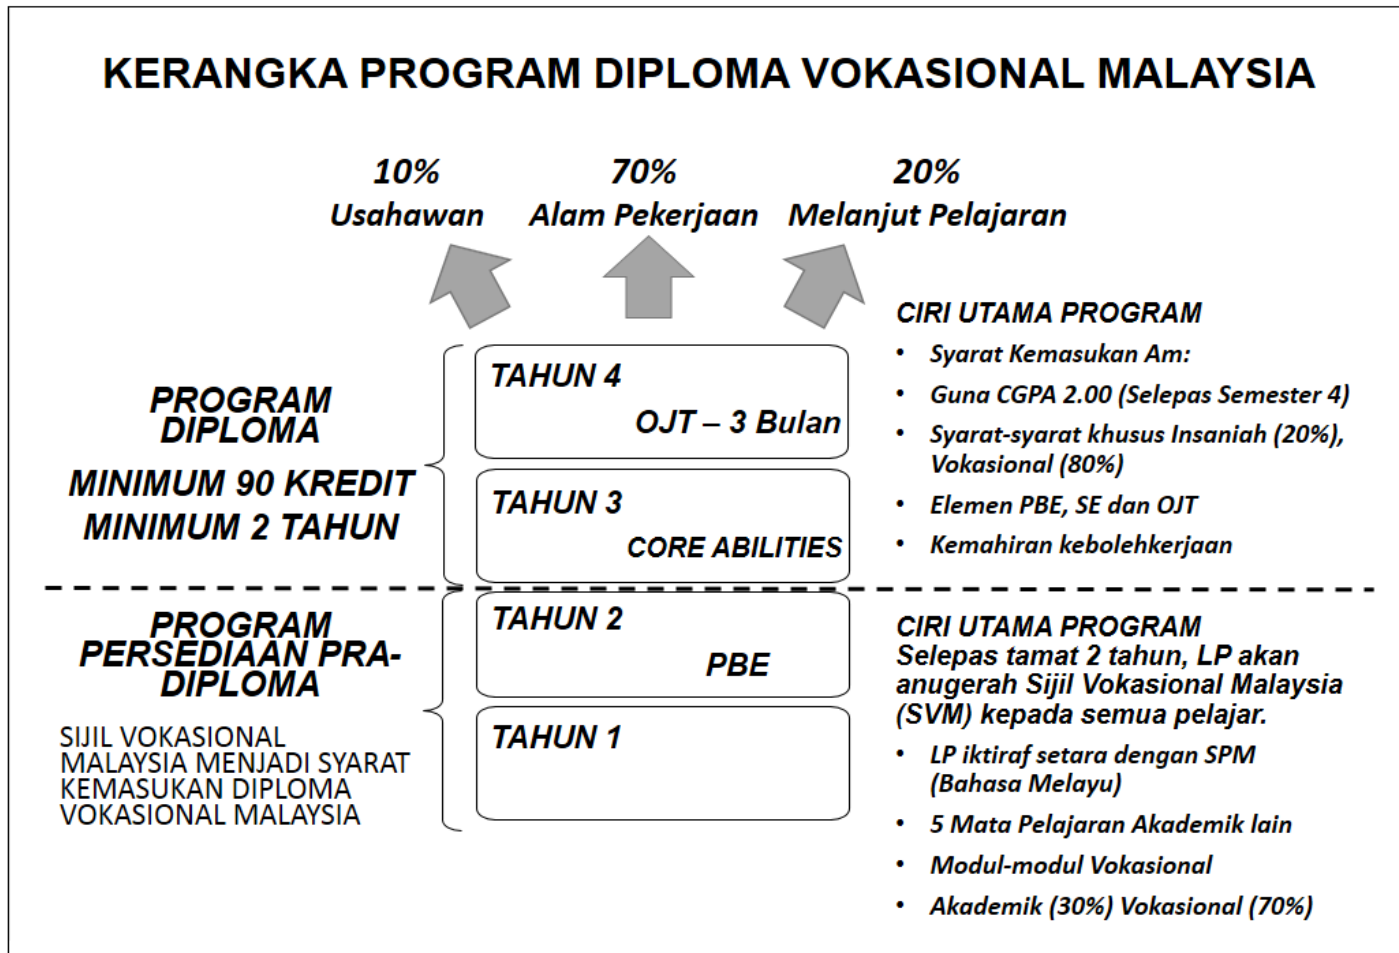 KERANGKA PROGRAM DIPLOMA VOKASIONAL MALAYSIA
10%
Usahawan
70%
Alam Pekerjaan
20%
Melanjut Pelajaran
PROGRAM
DIPLOMA
MINIMUM 90 KREDIT
MINIMUM 2 TAHUN
TAHUN 4
OJT – 3 Bulan
TAHUN 3
CORE ABILITIES
CIRI UTAMA PROGRAM
• Syarat Kemasukan Am:
• Guna CGPA 2.00 (Selepas Semester 4)
• Syarat-syarat khusus Insaniah (20%),
Vokasional (80%)
• Elemen PBE, SE dan OJT
• Kemahiran kebolehkerjaan
PROGRAM
PERSEDIAAN PRA-
DIPLOMA
SIJIL VOKASIONAL
MALAYSIA MENJADI SYARAT
KEMASUKAN DIPLOMA
VOKASIONAL MALAYSIA
TAHUN 2
PBE
TAHUN 1
CIRI UTAMA PROGRAM
Selepas tamat 2 tahun, LP akan
anugerah Sijil Vokasional Malaysia
(SVM) kepada semua pelajar.
• LP iktiraf setara dengan SPM
(Bahasa Melayu)
• 5 Mata Pelajaran Akademik lain
• Modul-modul Vokasional
• Akademik (30%) Vokasional (70%)